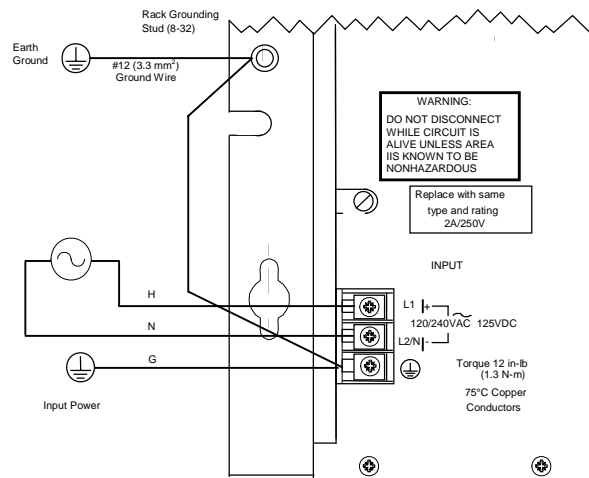 Rack Grounding
Stud (8-32)
Earth
Ground
#12 (3.3 mm²)
Ground Wire
WARNING:
DO NOT DISCONNECT
WHILE CIRCUIT IS
ALIVE UNLESS AREA
IIS KNOWN TO BE
NONHAZARDOUS
Replace with same
type and rating
2A/250V
INPUT
H
L1 +
120/240VAC 125VDC
N
L2/N -
G
Torque 12 in-lb
(1.3 N-m)
75°C Copper
Conductors
Input Power